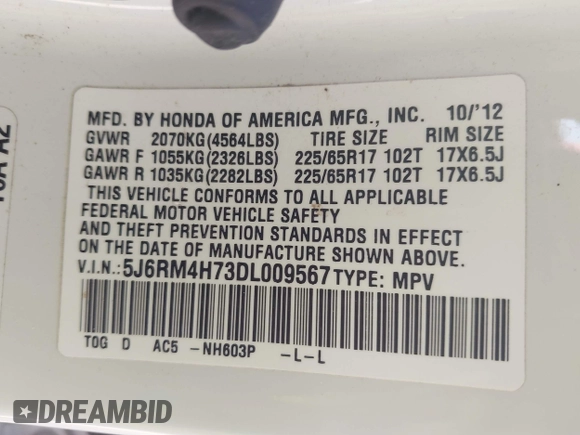 MFD. BY HONDA OF AMERICA MFG., INC. 10/'12
GVWR 2070KG(4564LBS) TIRE SIZE RIM SIZE
GAWR F 1055KG(2326LBS) 225/65R17 102T 17X6.5J
GAWR R 1035KG(2282LBS) 225/65R17 102T 17X6.5J
THIS VEHICLE CONFORMS TO ALL APPLICABLE
FEDERAL MOTOR VEHICLE SAFETY
AND THEFT PREVENTION STANDARDS IN EFFECT
ON THE DATE OF MANUFACTURE SHOWN ABOVE.
V.I.N.:5J6RM4H73DL009567 TYPE: MPV
T0G D AC5 -NH603P -L-L
DREAMBID